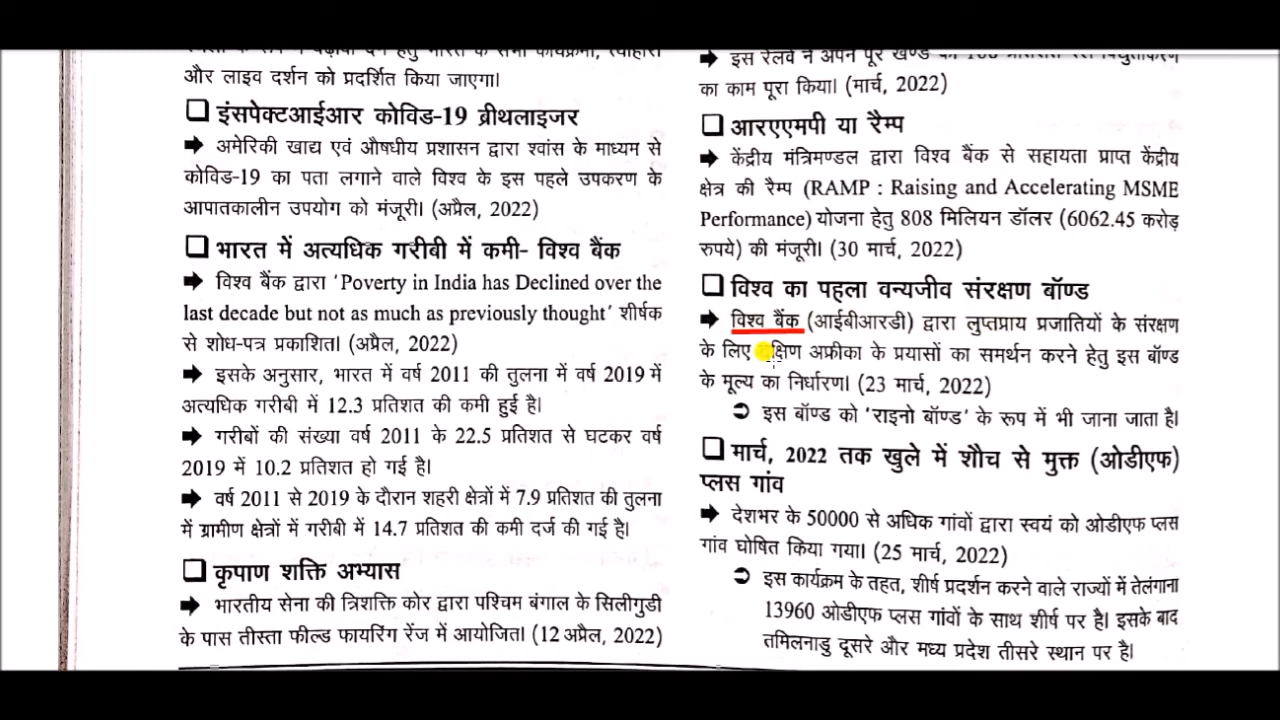 और लाइव दर्शन को प्रदर्शित किया जाएगा।
❑ इंसपेक्टआईआर कोविड-19 ब्रीथलाइजर
➡ अमेरिकी खाद्य एवं औषधीय प्रशासन द्वारा श्वांस के माध्यम से
कोविड-19 का पता लगाने वाले विश्व के इस पहले उपकरण के
आपातकालीन उपयोग को मंजूरी। (अप्रैल, 2022)
❑ भारत में अत्यधिक गरीबी में कमी- विश्व बैंक
➡ विश्व बैंक द्वारा 'Poverty in India has Declined over the
last decade but not as much as previously thought' शीर्षक
से शोध-पत्र प्रकाशित। (अप्रैल, 2022)
➡ इसके अनुसार, भारत में वर्ष 2011 की तुलना में वर्ष 2019 में
अत्यधिक गरीबी में 12.3 प्रतिशत की कमी हुई है।
➡ गरीबों की संख्या वर्ष 2011 के 22.5 प्रतिशत से घटकर वर्ष
2019 में 10.2 प्रतिशत हो गई है।
➡ वर्ष 2011 से 2019 के दौरान शहरी क्षेत्रों में 7.9 प्रतिशत की तुलना
में ग्रामीण क्षेत्रों में गरीबी में 14.7 प्रतिशत की कमी दर्ज की गई है।
❑ कृपाण शक्ति अभ्यास
➡ भारतीय सेना की त्रिशक्ति कोर द्वारा पश्चिम बंगाल के सिलीगुडी
के पास तीस्ता फील्ड फायरिंग रेंज में आयोजित। (12 अप्रैल, 2022)
➡ इस रेलवे ने अपने पूरे खण्ड
का काम पूरा किया। (मार्च, 2022)
❑ आरएएमपी या रैम्प
➡ केंद्रीय मंत्रिमण्डल द्वारा विश्व बैंक से सहायता प्राप्त केंद्रीय
क्षेत्र की रैम्प (RAMP : Raising and Accelerating MSME
Performance) योजना हेतु 808 मिलियन डॉलर (6062.45 करोड़
रुपये) की मंजूरी। (30 मार्च, 2022)
❑ विश्व का पहला वन्यजीव संरक्षण बॉण्ड
➡ विश्व बैंक (आईबीआरडी) द्वारा लुप्तप्राय प्रजातियों के संरक्षण
के लिए दक्षिण अफ्रीका के प्रयासों का समर्थन करने हेतु इस बॉण्ड
के मूल्य का निर्धारण। (23 मार्च, 2022)
➲ इस बॉण्ड को 'राइनो बॉण्ड' के रूप में भी जाना जाता है।
❑ मार्च, 2022 तक खुले में शौच से मुक्त (ओडीएफ)
प्लस गांव
➡ देशभर के 50000 से अधिक गांवों द्वारा स्वयं को ओडीएफ प्लस
गांव घोषित किया गया। (25 मार्च, 2022)
➲ इस कार्यक्रम के तहत, शीर्ष प्रदर्शन करने वाले राज्यों में तेलंगाना
13960 ओडीएफ प्लस गांवों के साथ शीर्ष पर है। इसके बाद
तमिलनाडु दूसरे और मध्य प्रदेश तीसरे स्थान पर है।